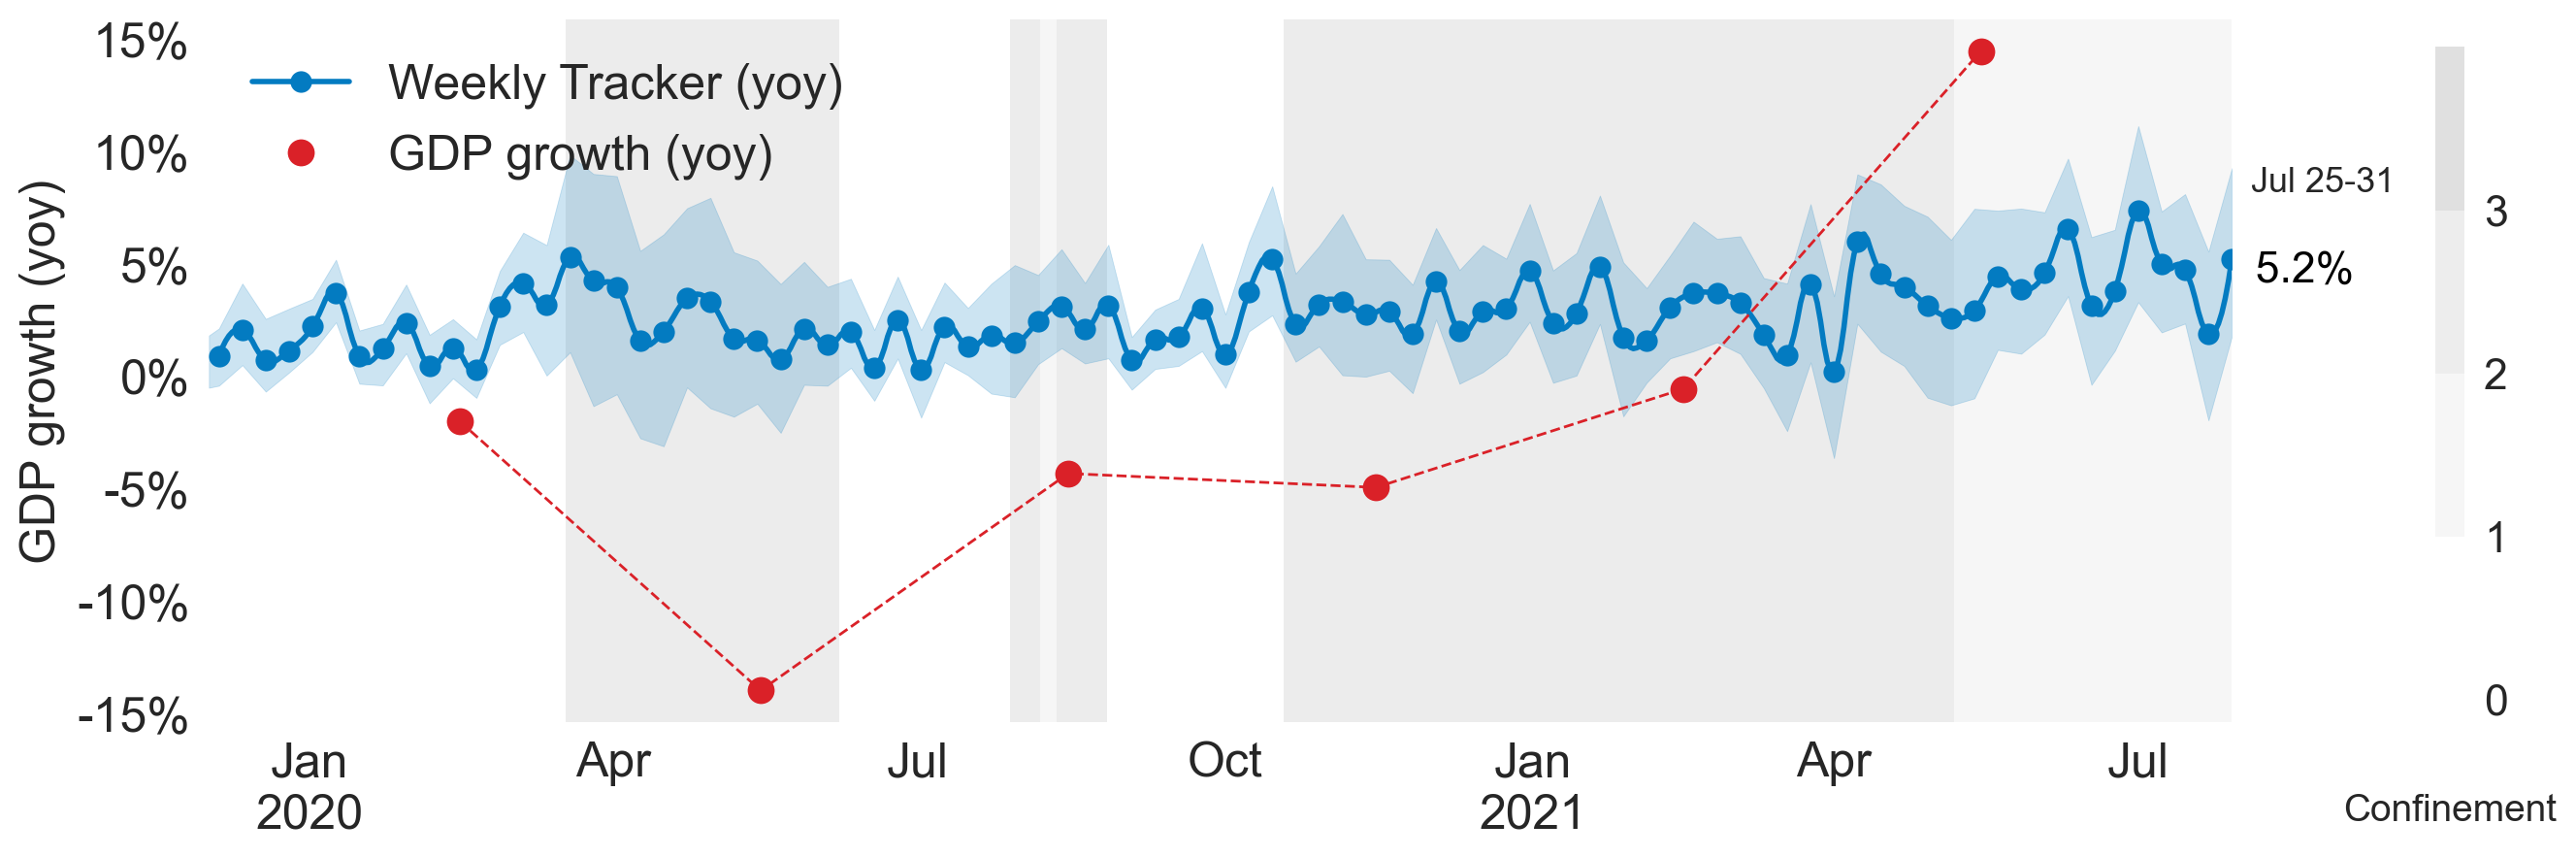 15%
10%
5%
0%
-5%
-10%
-15%
GDP growth (yoy)
Weekly Tracker (yoy)
GDP growth (yoy)
Jan Apr Jul Oct Jan Apr Jul
2020 2021
Jul 25-31
5.2%
3
2
1
0
Confinement